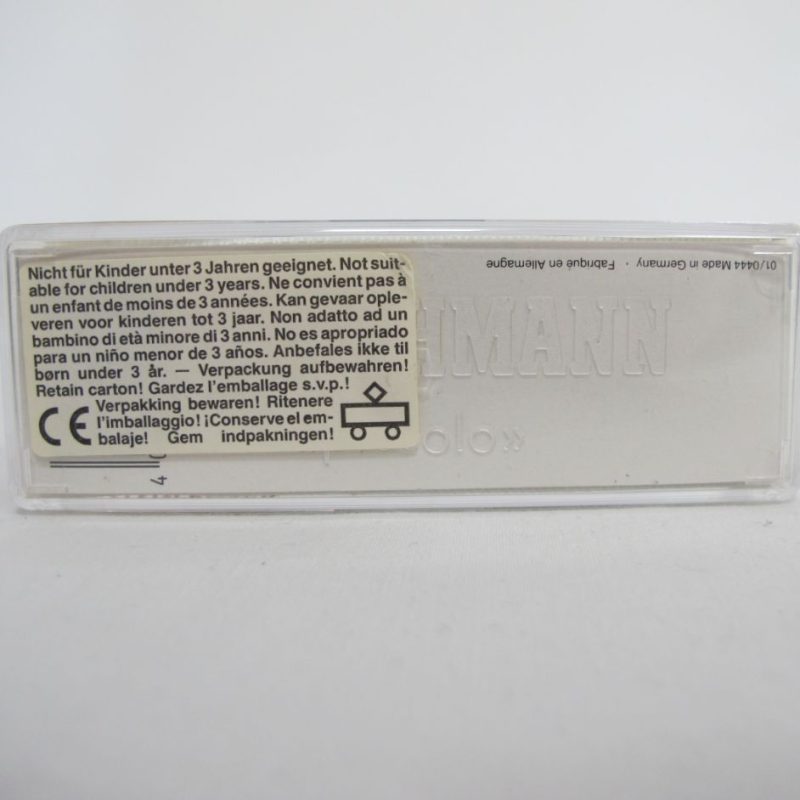 Nicht für Kinder unter 3 Jahren geeignet. Not suit-
able for children under 3 years. Ne convient pas à
un enfant de moins de 3 années. Kan gevaar ople-
veren voor kinderen tot 3 jaar. Non adatto ad un
bambino di età minore di 3 anni. No es apropriado
para un niño menor de 3 años. Anbefales ikke til
børn under 3 år. — Verpackung aufbewahren!
Retain carton! Gardez l'emballage s.v.p.!
CE Verpakking bewaren! Ritenere
l'imballaggio! ¡Conserve el em-
balaje! Gem indpakningen!
01/0444 Made in Germany · Fabriqué en Allemagne
HMANN
4